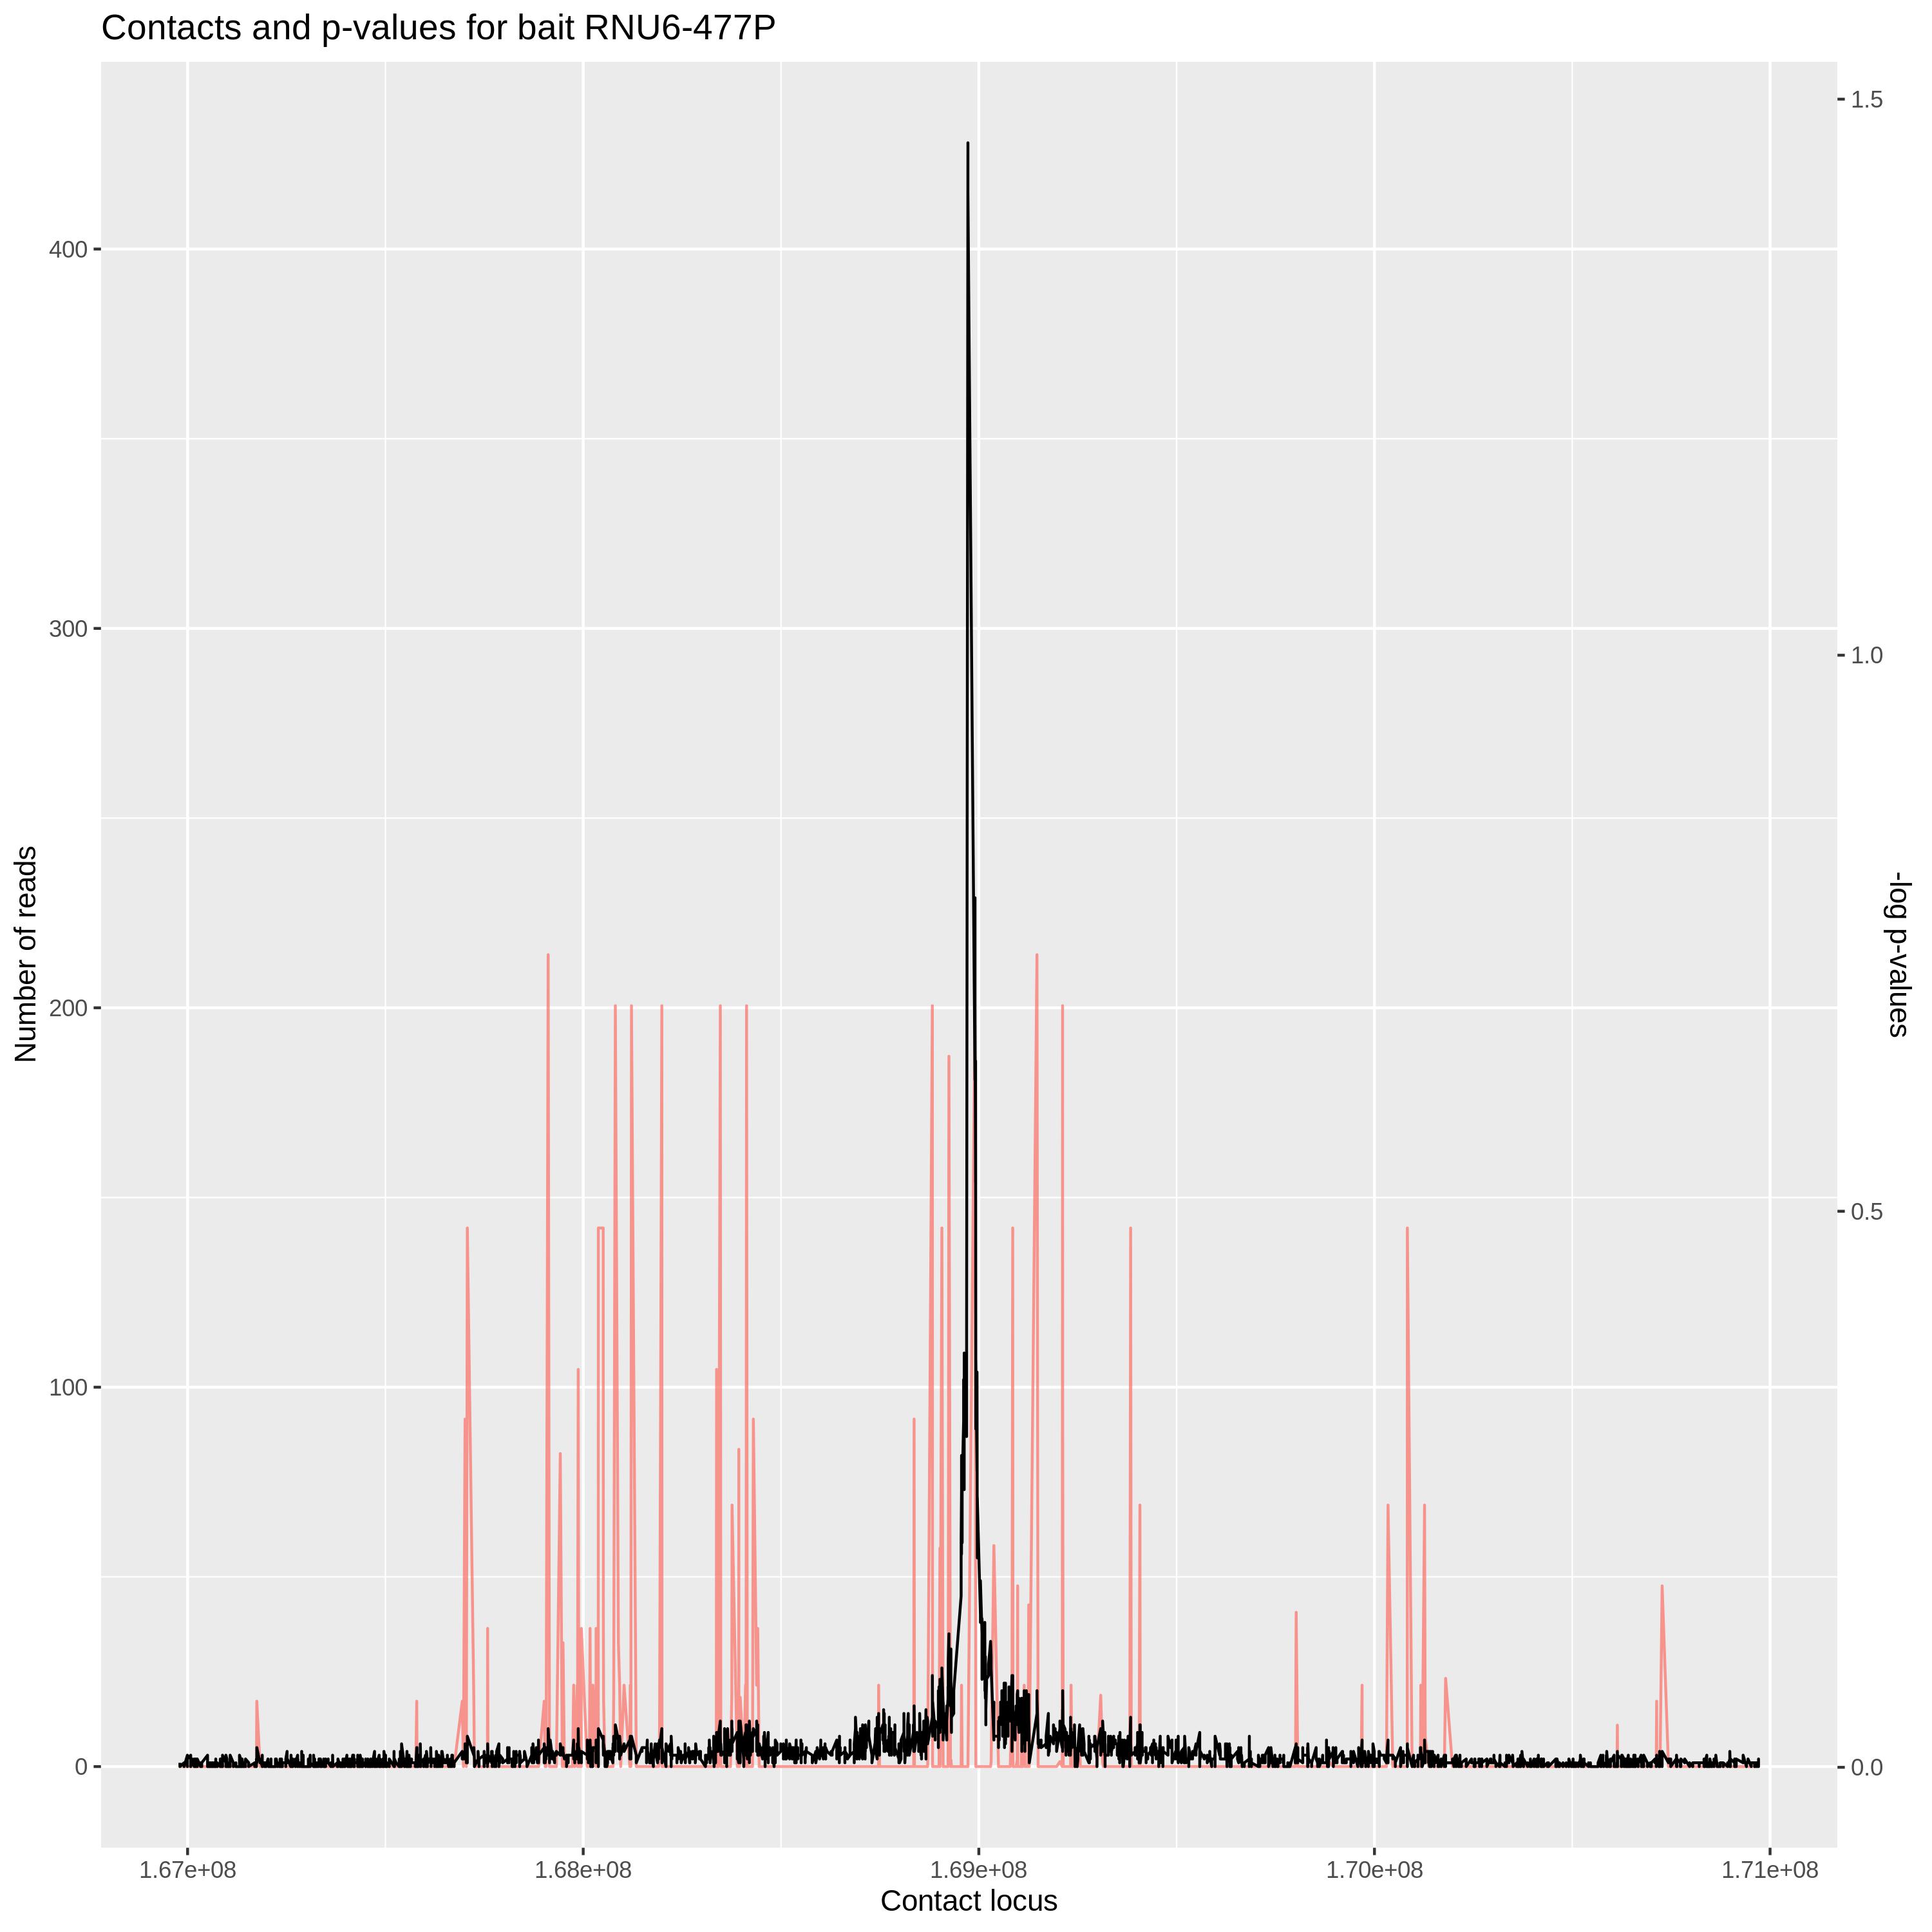 Contacts and p-values for bait RNU6-477P
400
300
200
100
0
Number of reads
1.5
1.0
0.5
0.0
-log p-values
1.67e+08
1.68e+08
1.69e+08
1.70e+08
1.71e+08
Contact locus